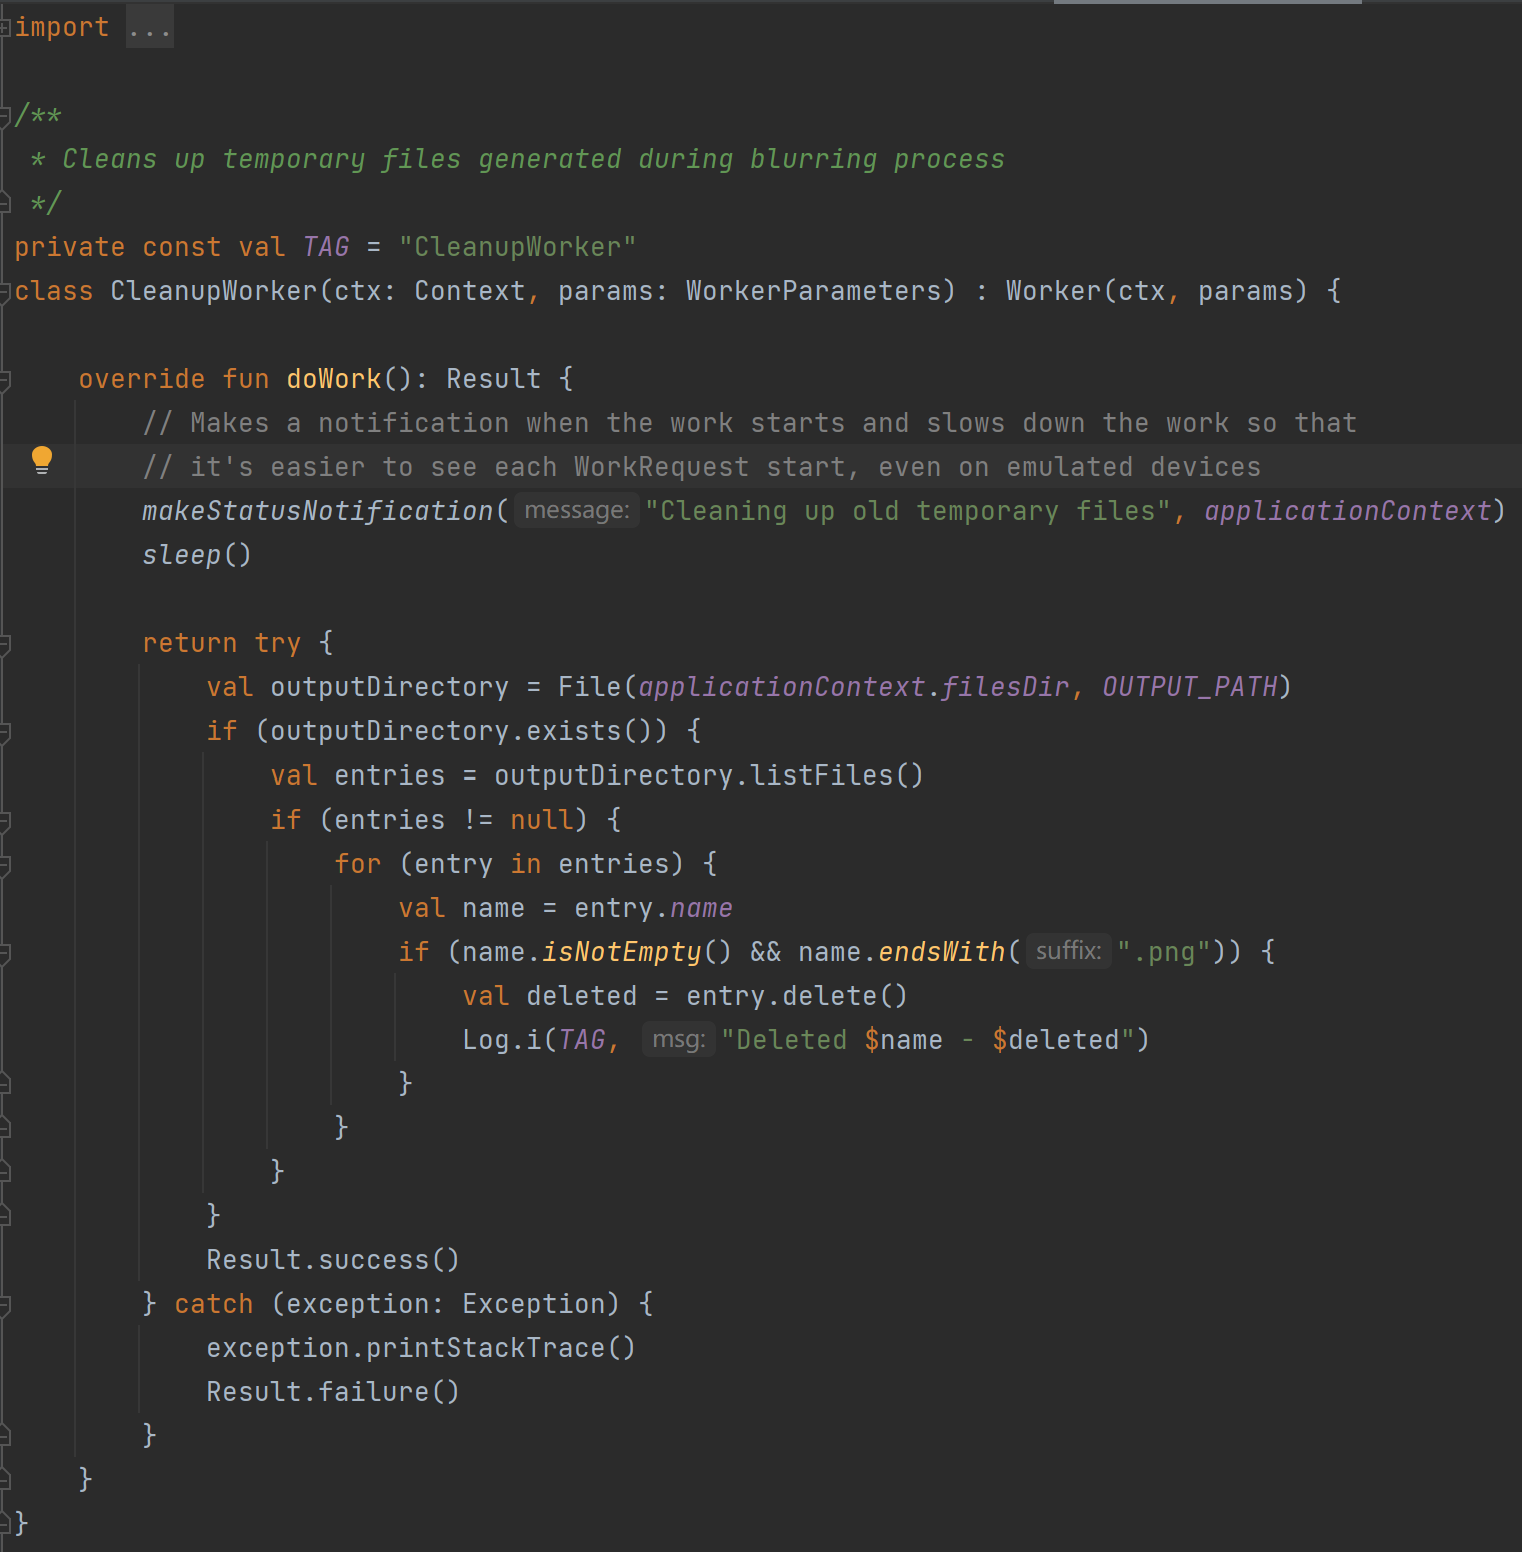 import ...
/**
 * Cleans up temporary files generated during blurring process
 */
private const val TAG = "CleanupWorker"
class CleanupWorker(ctx: Context, params: WorkerParameters) : Worker(ctx, params) {
    override fun doWork(): Result {
        // Makes a notification when the work starts and slows down the work so that
        // it's easier to see each WorkRequest start, even on emulated devices
        makeStatusNotification( message: "Cleaning up old temporary files", applicationContext)
        sleep()
        return try {
            val outputDirectory = File(applicationContext.filesDir, OUTPUT_PATH)
            if (outputDirectory.exists()) {
                val entries = outputDirectory.listFiles()
                if (entries != null) {
                    for (entry in entries) {
                        val name = entry.name
                        if (name.isNotEmpty() && name.endsWith( suffix: ".png")) {
                            val deleted = entry.delete()
                            Log.i(TAG, msg: "Deleted $name - $deleted")
                        }
                    }
                }
            }
            Result.success()
        } catch (exception: Exception) {
            exception.printStackTrace()
            Result.failure()
        }
    }
}